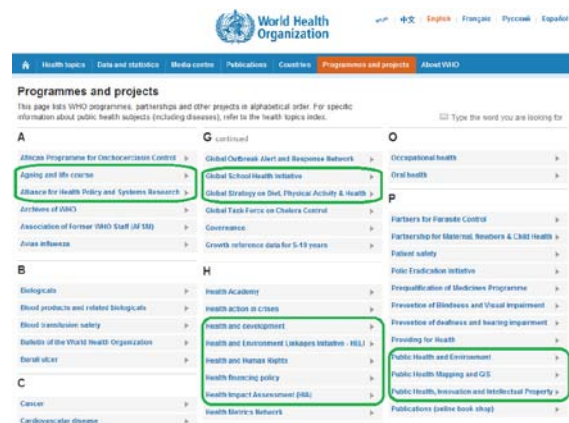 World Health
Organization
中文 English Français Русский Español
Health topics Data and statistics Media centre Publications Countries Programmes and projects About WHO
Programmes and projects
This page lists WHO programmes, partnerships and other projects in alphabetical order. For specific
information about public health subjects (including diseases), refer to the health topics index.
Type the word you are looking for
A
African Programme for Onchocerciasis Control
Ageing and life course
Alliance for Health Policy and Systems Research
Archives of WHO
Association of Former WHO Staff (AFSM)
Avian influenza
B
Biologicals
Blood products and related biologicals
Blood transfusion safety
Bulletin of the World Health Organization
Buruli ulcer
C
Cancer
Cardiovascular disease
G continued
Global Outbreak Alert and Response Network
Global School Health Initiative
Global Strategy on Diet, Physical Activity & Health
Global Task Force on Cholera Control
Governance
Growth reference data for 5-19 years
H
Health Academy
Health action in crises
Health and development
Health and Environment Linkages Initiative - HELI
Health and Human Rights
Health financing policy
Health Impact Assessment (HIA)
Health Metrics Network
O
Occupational health
Oral health
P
Partners for Parasite Control
Partnership for Maternal, Newborn & Child Health
Patient safety
Polio Eradication Initiative
Prequalification of Medicines Programme
Prevention of Blindness and Visual Impairment
Prevention of deafness and hearing impairment
Providing for Health
Public Health and Environment
Public Health Mapping and GIS
Public Health, Innovation and Intellectual Property
Publications (online book shop)